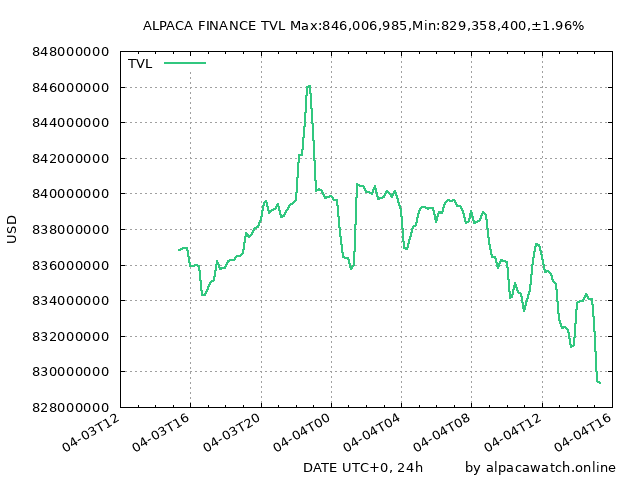 ALPACA FINANCE TVL Max:846,006,985,Min:829,358,400,±1.96%
848000000
TVL
846000000
844000000
842000000
840000000
838000000
USD
836000000
834000000
832000000
830000000
828000000
04-03T12
04-03T16
04-03T20
04-04T00
04-04T04
04-04T08
04-04T12
04-04T16
DATE UTC+0, 24h
by alpacawatch.online